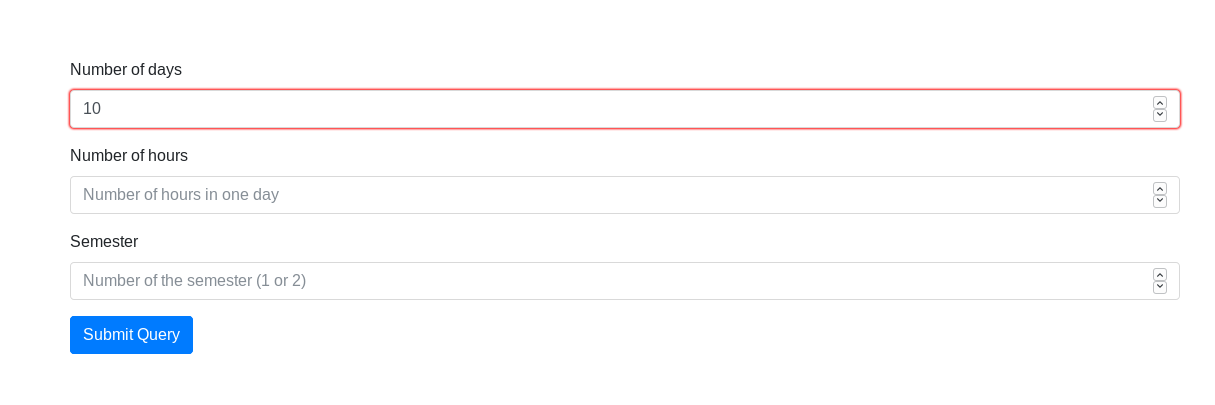 Number of days
10
Number of hours
Number of hours in one day
Semester
Number of the semester (1 or 2)
Submit Query